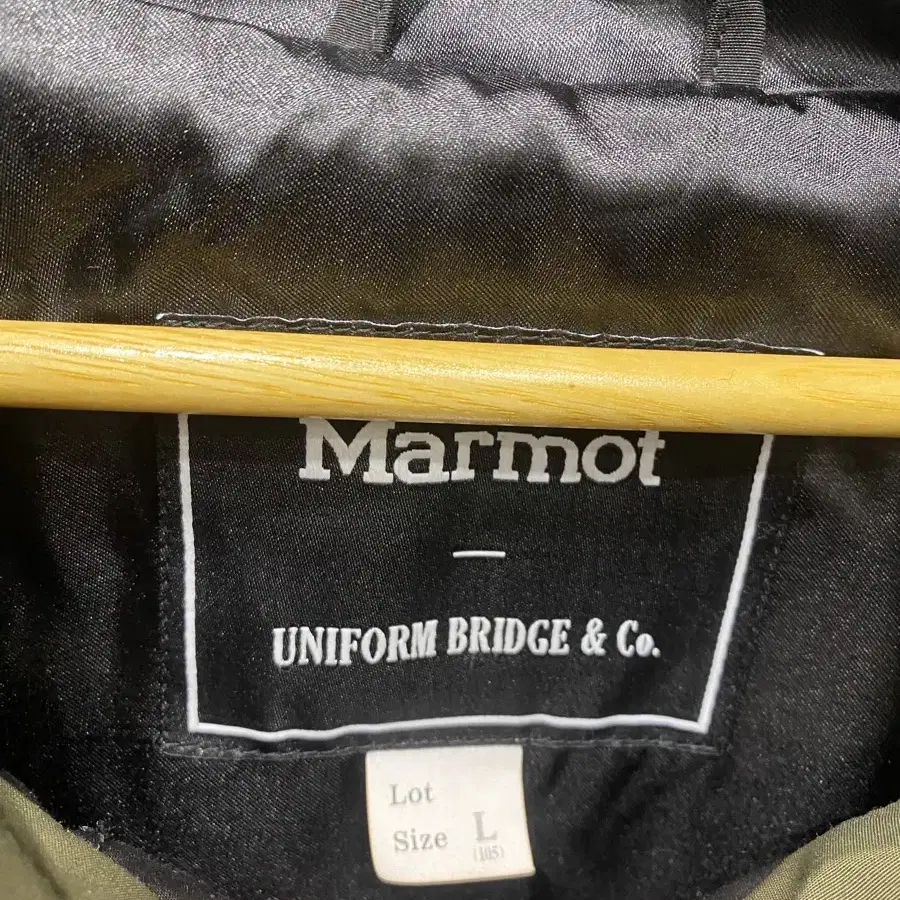 Marmot
—
UNIFORM BRIDGE & Co.
Lot
Size L
(105)